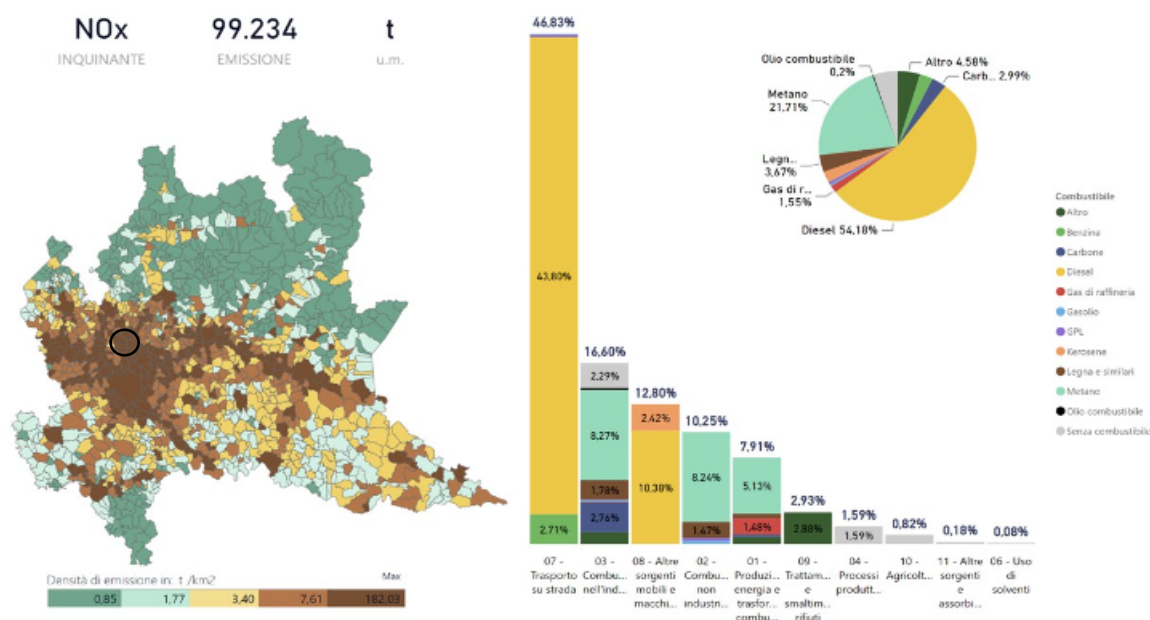 NOx
99.234
t
INQUINANTE
EMISSIONE
u.m.
Densità di emissione in: t /km2
Max
0,85
1,77
3,40
7,61
182,03
46,83%
43,80%
2,71%
16,60%
2.29%
8,27%
1,78%
2,76%
12,80%
2.42%
10.38%
10,25%
8.24%
1.47%
7,91%
5,13%
1,48%
2,93%
2,88%
1,59%
1.59%
0,82%
0,18%
0,08%
07 -
Trasporto
su strada
03 -
Combu...
nell'ind...
08 - Altre
sorgenti
mobili e
macchi...
02 -
Combu...
non
industri...
01 -
Produzi...
energia e
trasfor...
combu...
09 -
Trattam...
e
smaltim...
rifiuti
04 -
Processi
produtt...
10 -
Agricolt...
11 - Altre
sorgenti
e
assorbi...
06 - Uso
di
solventi
Olio combustibile
0,2%
Altro 4,58%
Carb... 2,99%
Metano
21,71%
Legn...
3,67%
Gas di r...
1,55%
Diesel 54,18%
Combustibile
Altro
Benzina
Carbone
Diesel
Gas di raffineria
Gasolio
GPL
Kerosene
Legna e similari
Metano
Olio combustibile
Senza combustibile